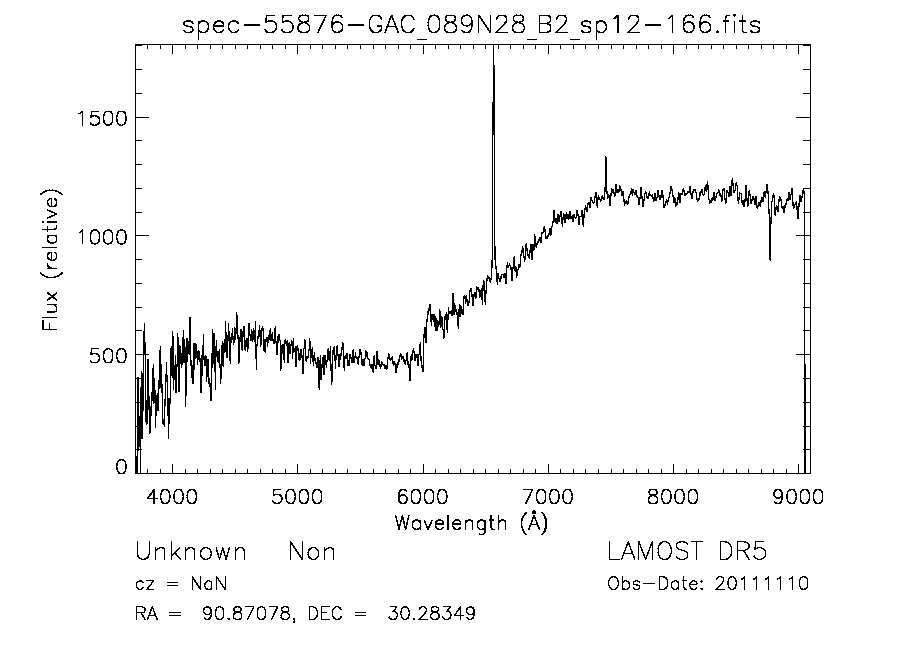 spec-55876-GAC_089N28_B2_sp12-166.fits
1500
1000
500
0
Flux (relative)
4000 5000 6000 7000 8000 9000
Wavelength (Å)
Unknown Non LAMOST DR5
cz = NaN Obs-Date: 20111110
RA = 90.87078, DEC = 30.28349